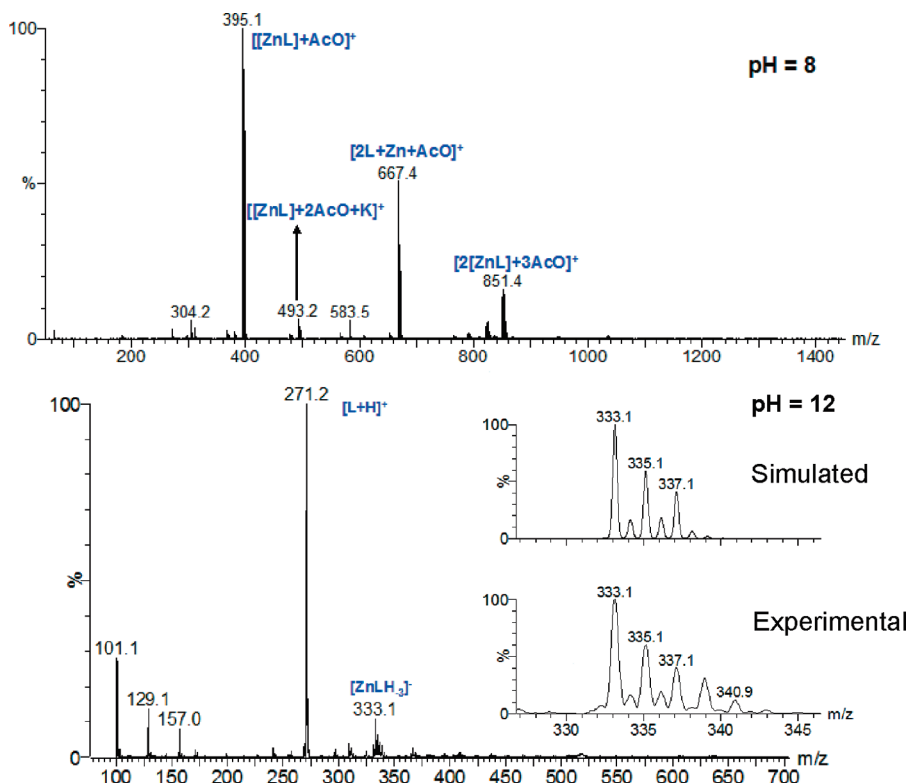 395.1
[[ZnL]+AcO]⁺
100
pH = 8
[2L+Zn+AcO]⁺
667.4
%
[[ZnL]+2AcO+K]⁺
[2[ZnL]+3AcO]⁺
851.4
304.2
493.2
583.5
0
200 400 600 800 1000 1200 1400 m/z
271.2
100
[L+H]⁺
pH = 12
333.1
100
Simulated
335.1
337.1
%
0
330 335 340 345
%
333.1
100
Experimental
335.1
337.1
%
340.9
0
330 335 340 345 m/z
101.1
129.1
157.0
[ZnLH₋₃]⁻
333.1
0
100 150 200 250 300 350 400 450 500 550 600 650 700 m/z